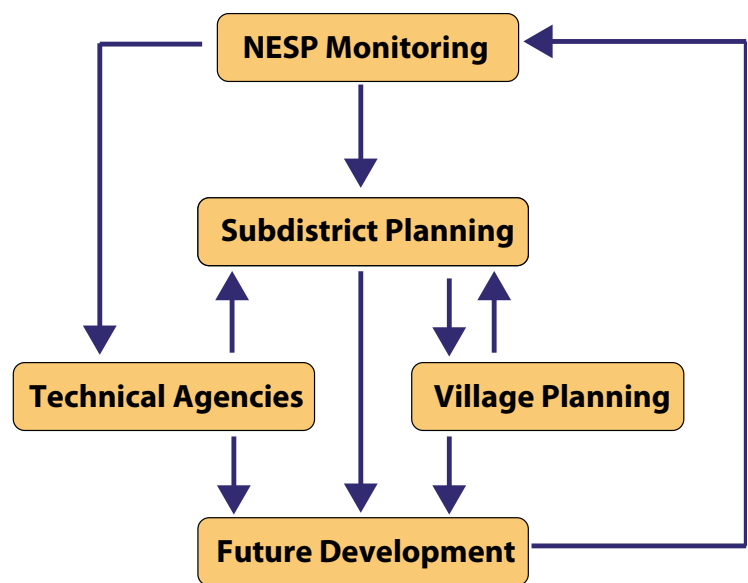 NESP Monitoring
Subdistrict Planning
Technical Agencies
Village Planning
Future Development